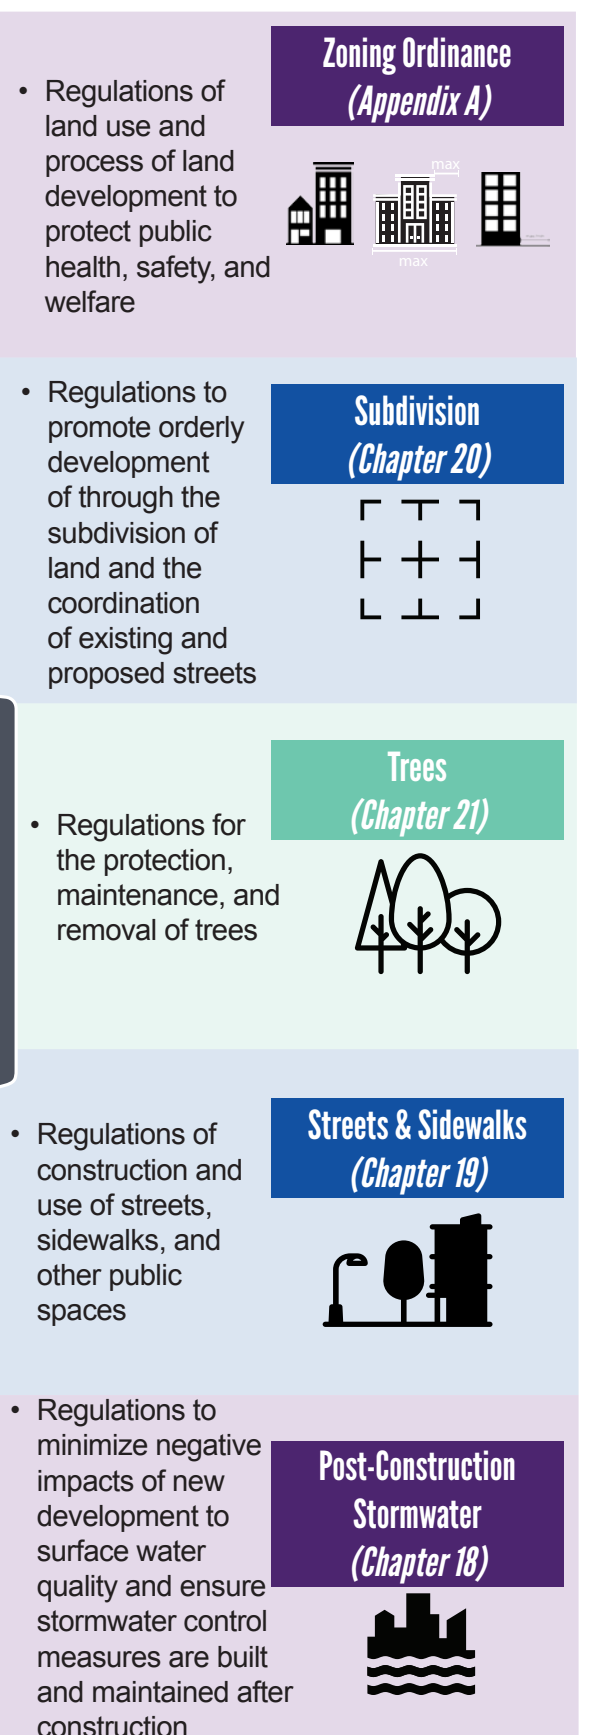 Zoning Ordinance
(Appendix A)
• Regulations of
land use and
process of land
development to
protect public
health, safety, and
welfare
max
max
Subdivision
(Chapter 20)
• Regulations to
promote orderly
development
of through the
subdivision of
land and the
coordination
of existing and
proposed streets
Trees
(Chapter 21)
• Regulations for
the protection,
maintenance, and
removal of trees
Streets & Sidewalks
(Chapter 19)
• Regulations of
construction and
use of streets,
sidewalks, and
other public
spaces
Post-Construction
Stormwater
(Chapter 18)
• Regulations to
minimize negative
impacts of new
development to
surface water
quality and ensure
stormwater control
measures are built
and maintained after
construction